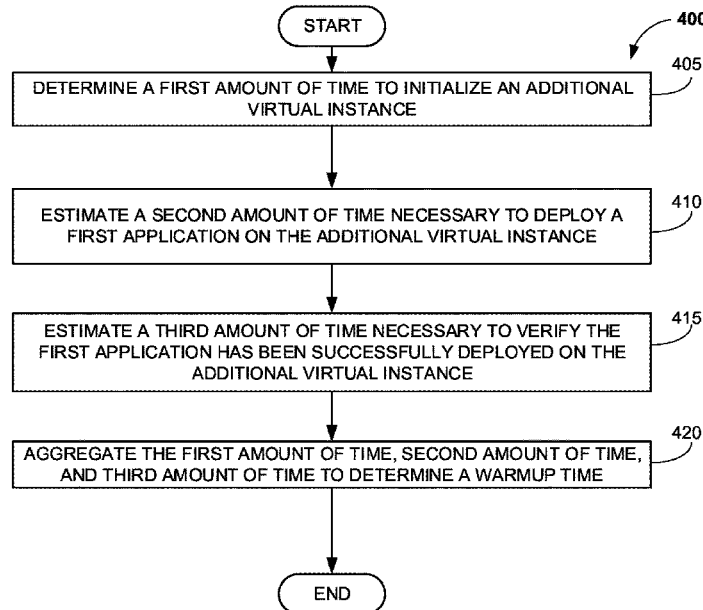 START
400
405
DETERMINE A FIRST AMOUNT OF TIME TO INITIALIZE AN ADDITIONAL
VIRTUAL INSTANCE
410
ESTIMATE A SECOND AMOUNT OF TIME NECESSARY TO DEPLOY A
FIRST APPLICATION ON THE ADDITIONAL VIRTUAL INSTANCE
415
ESTIMATE A THIRD AMOUNT OF TIME NECESSARY TO VERIFY THE
FIRST APPLICATION HAS BEEN SUCCESSFULLY DEPLOYED ON THE
ADDITIONAL VIRTUAL INSTANCE
420
AGGREGATE THE FIRST AMOUNT OF TIME, SECOND AMOUNT OF TIME,
AND THIRD AMOUNT OF TIME TO DETERMINE A WARMUP TIME
END